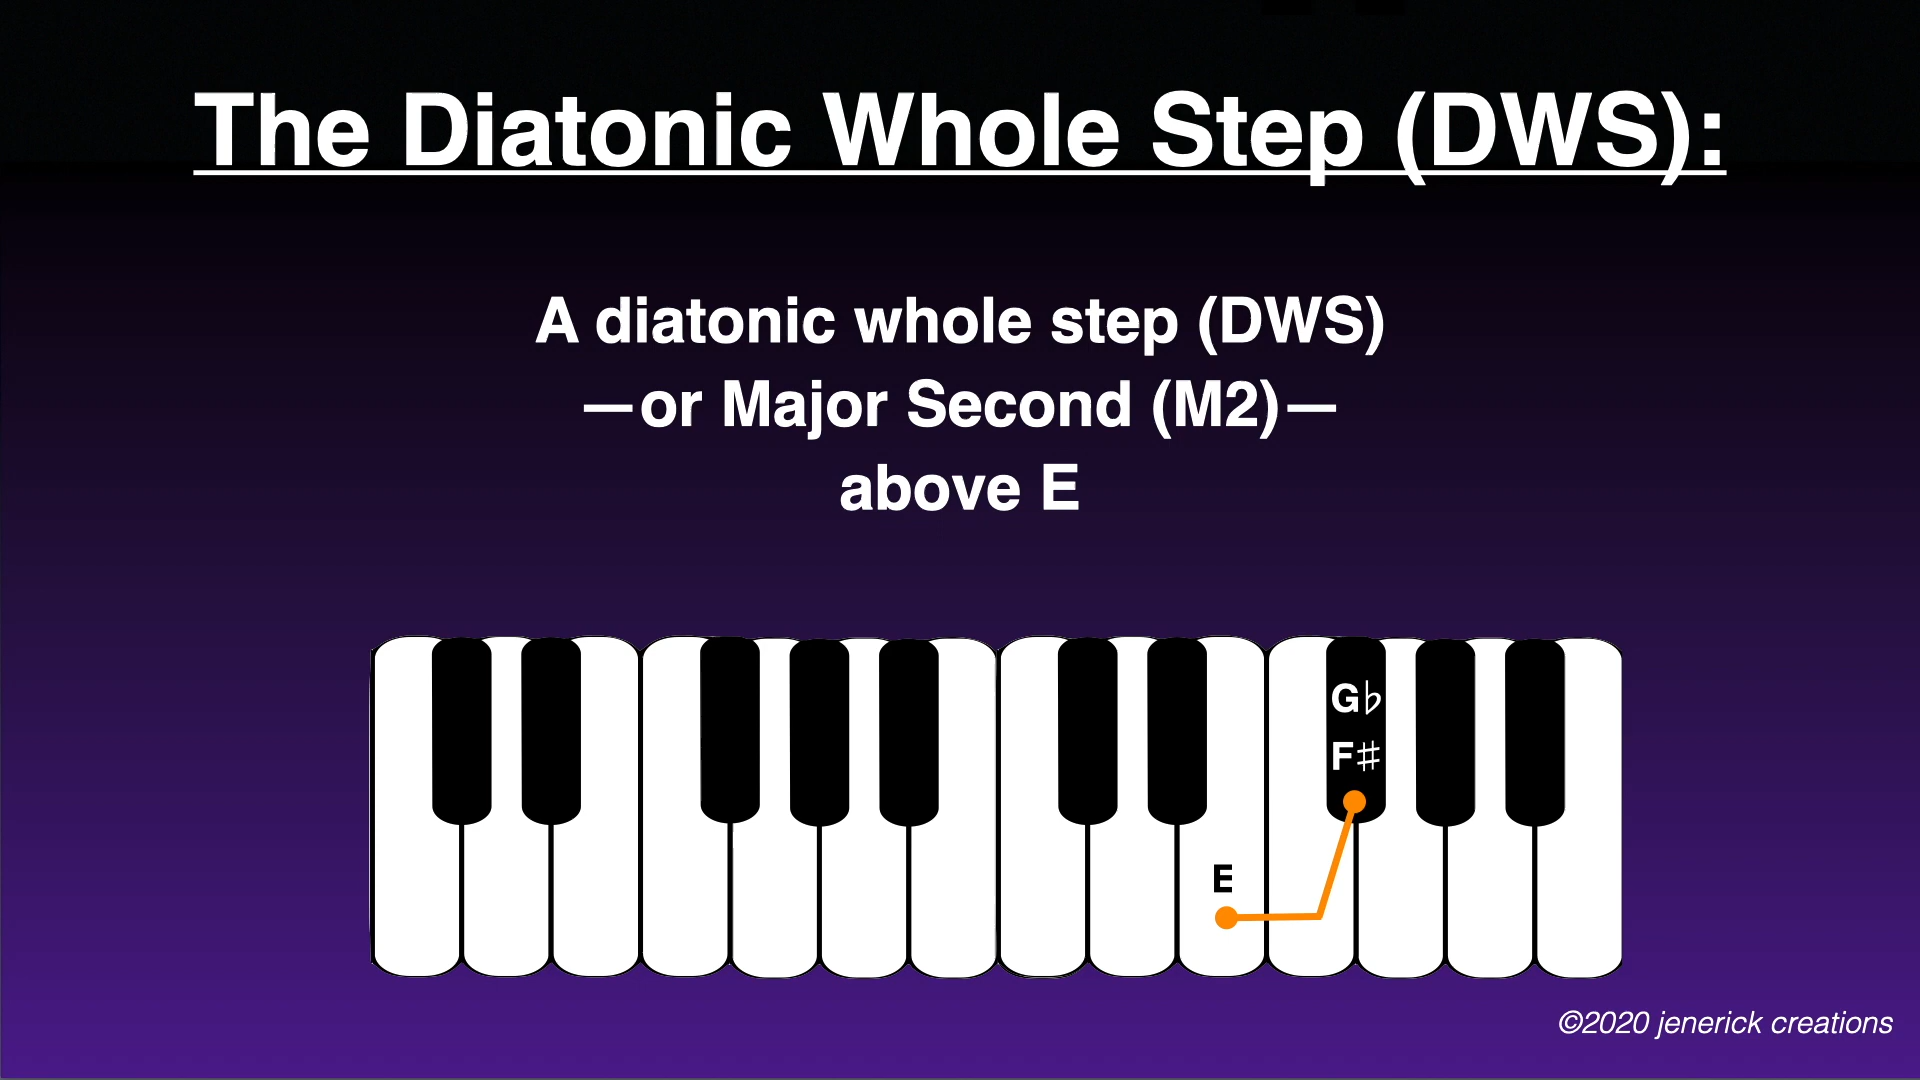 The Diatonic Whole Step (DWS):
A diatonic whole step (DWS)
—or Major Second (M2)—
above E
G♭
F♯
E
©2020 jenerick creations